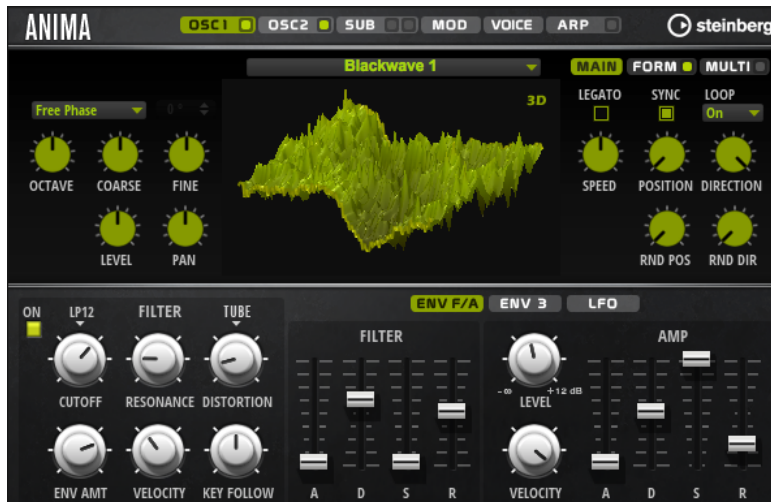 ANIMA OSC1 OSC2 SUB MOD VOICE ARP steinberg
Blackwave 1 MAIN FORM MULTI
3D LEGATO SYNC LOOP
Free Phase 0 ° On
OCTAVE COARSE FINE SPEED POSITION DIRECTION
LEVEL PAN RND POS RND DIR
ENV F/A ENV 3 LFO
ON LP12 FILTER TUBE
FILTER AMP
-∞ +12 dB
CUTOFF RESONANCE DISTORTION LEVEL
ENV AMT VELOCITY KEY FOLLOW A D S R VELOCITY A D S R